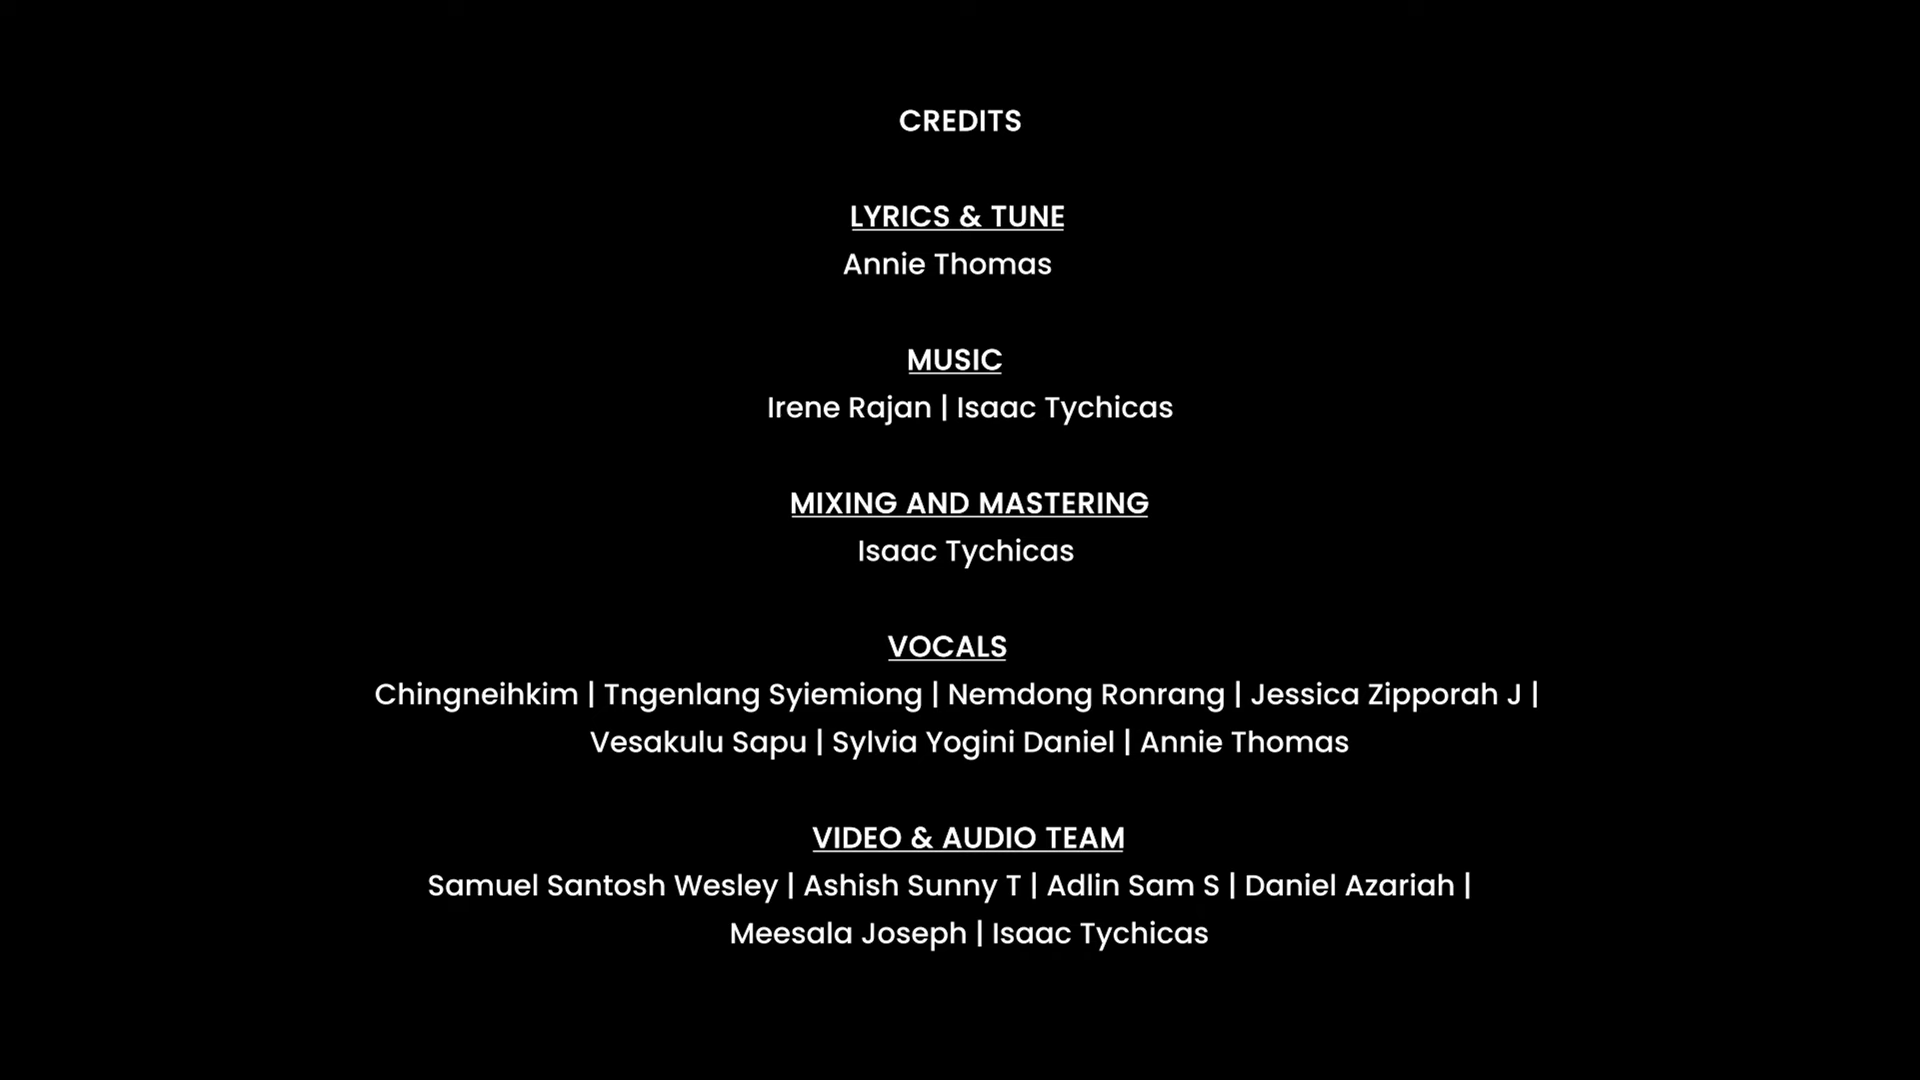 CREDITS
LYRICS & TUNE
Annie Thomas
MUSIC
Irene Rajan | Isaac Tychicas
MIXING AND MASTERING
Isaac Tychicas
VOCALS
Chingneihkim | Tngenlang Syiemiong | Nemdong Ronrang | Jessica Zipporah J |
Vesakulu Sapu | Sylvia Yogini Daniel | Annie Thomas
VIDEO & AUDIO TEAM
Samuel Santosh Wesley | Ashish Sunny T | Adlin Sam S | Daniel Azariah |
Meesala Joseph | Isaac Tychicas